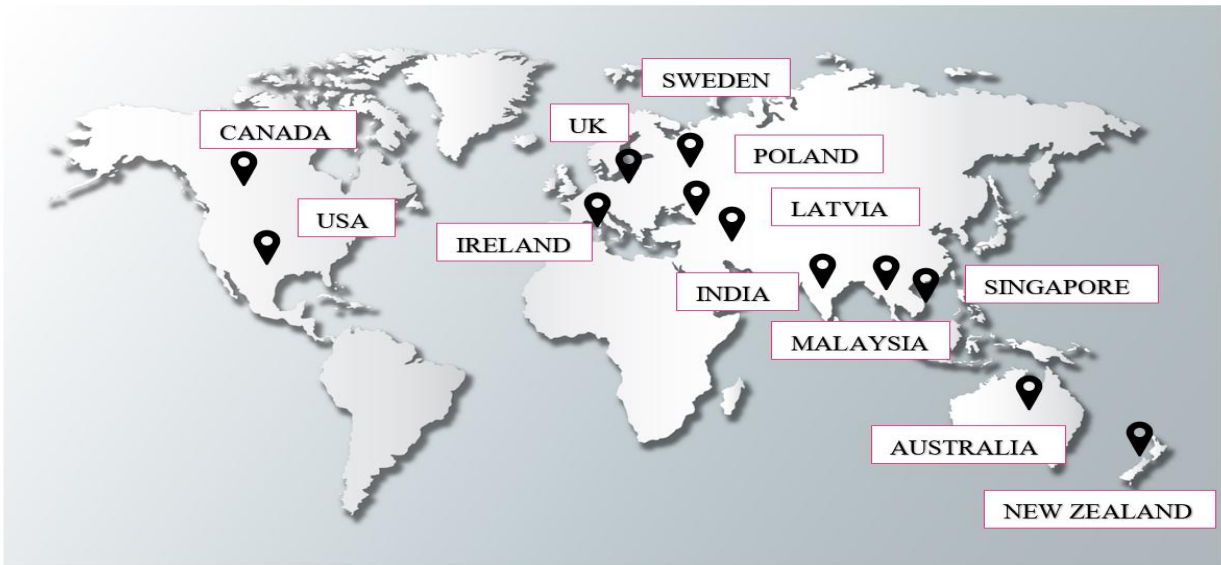 SWEDEN
UK
CANADA
POLAND
USA
LATVIA
IRELAND
INDIA
SINGAPORE
MALAYSIA
AUSTRALIA
NEW ZEALAND